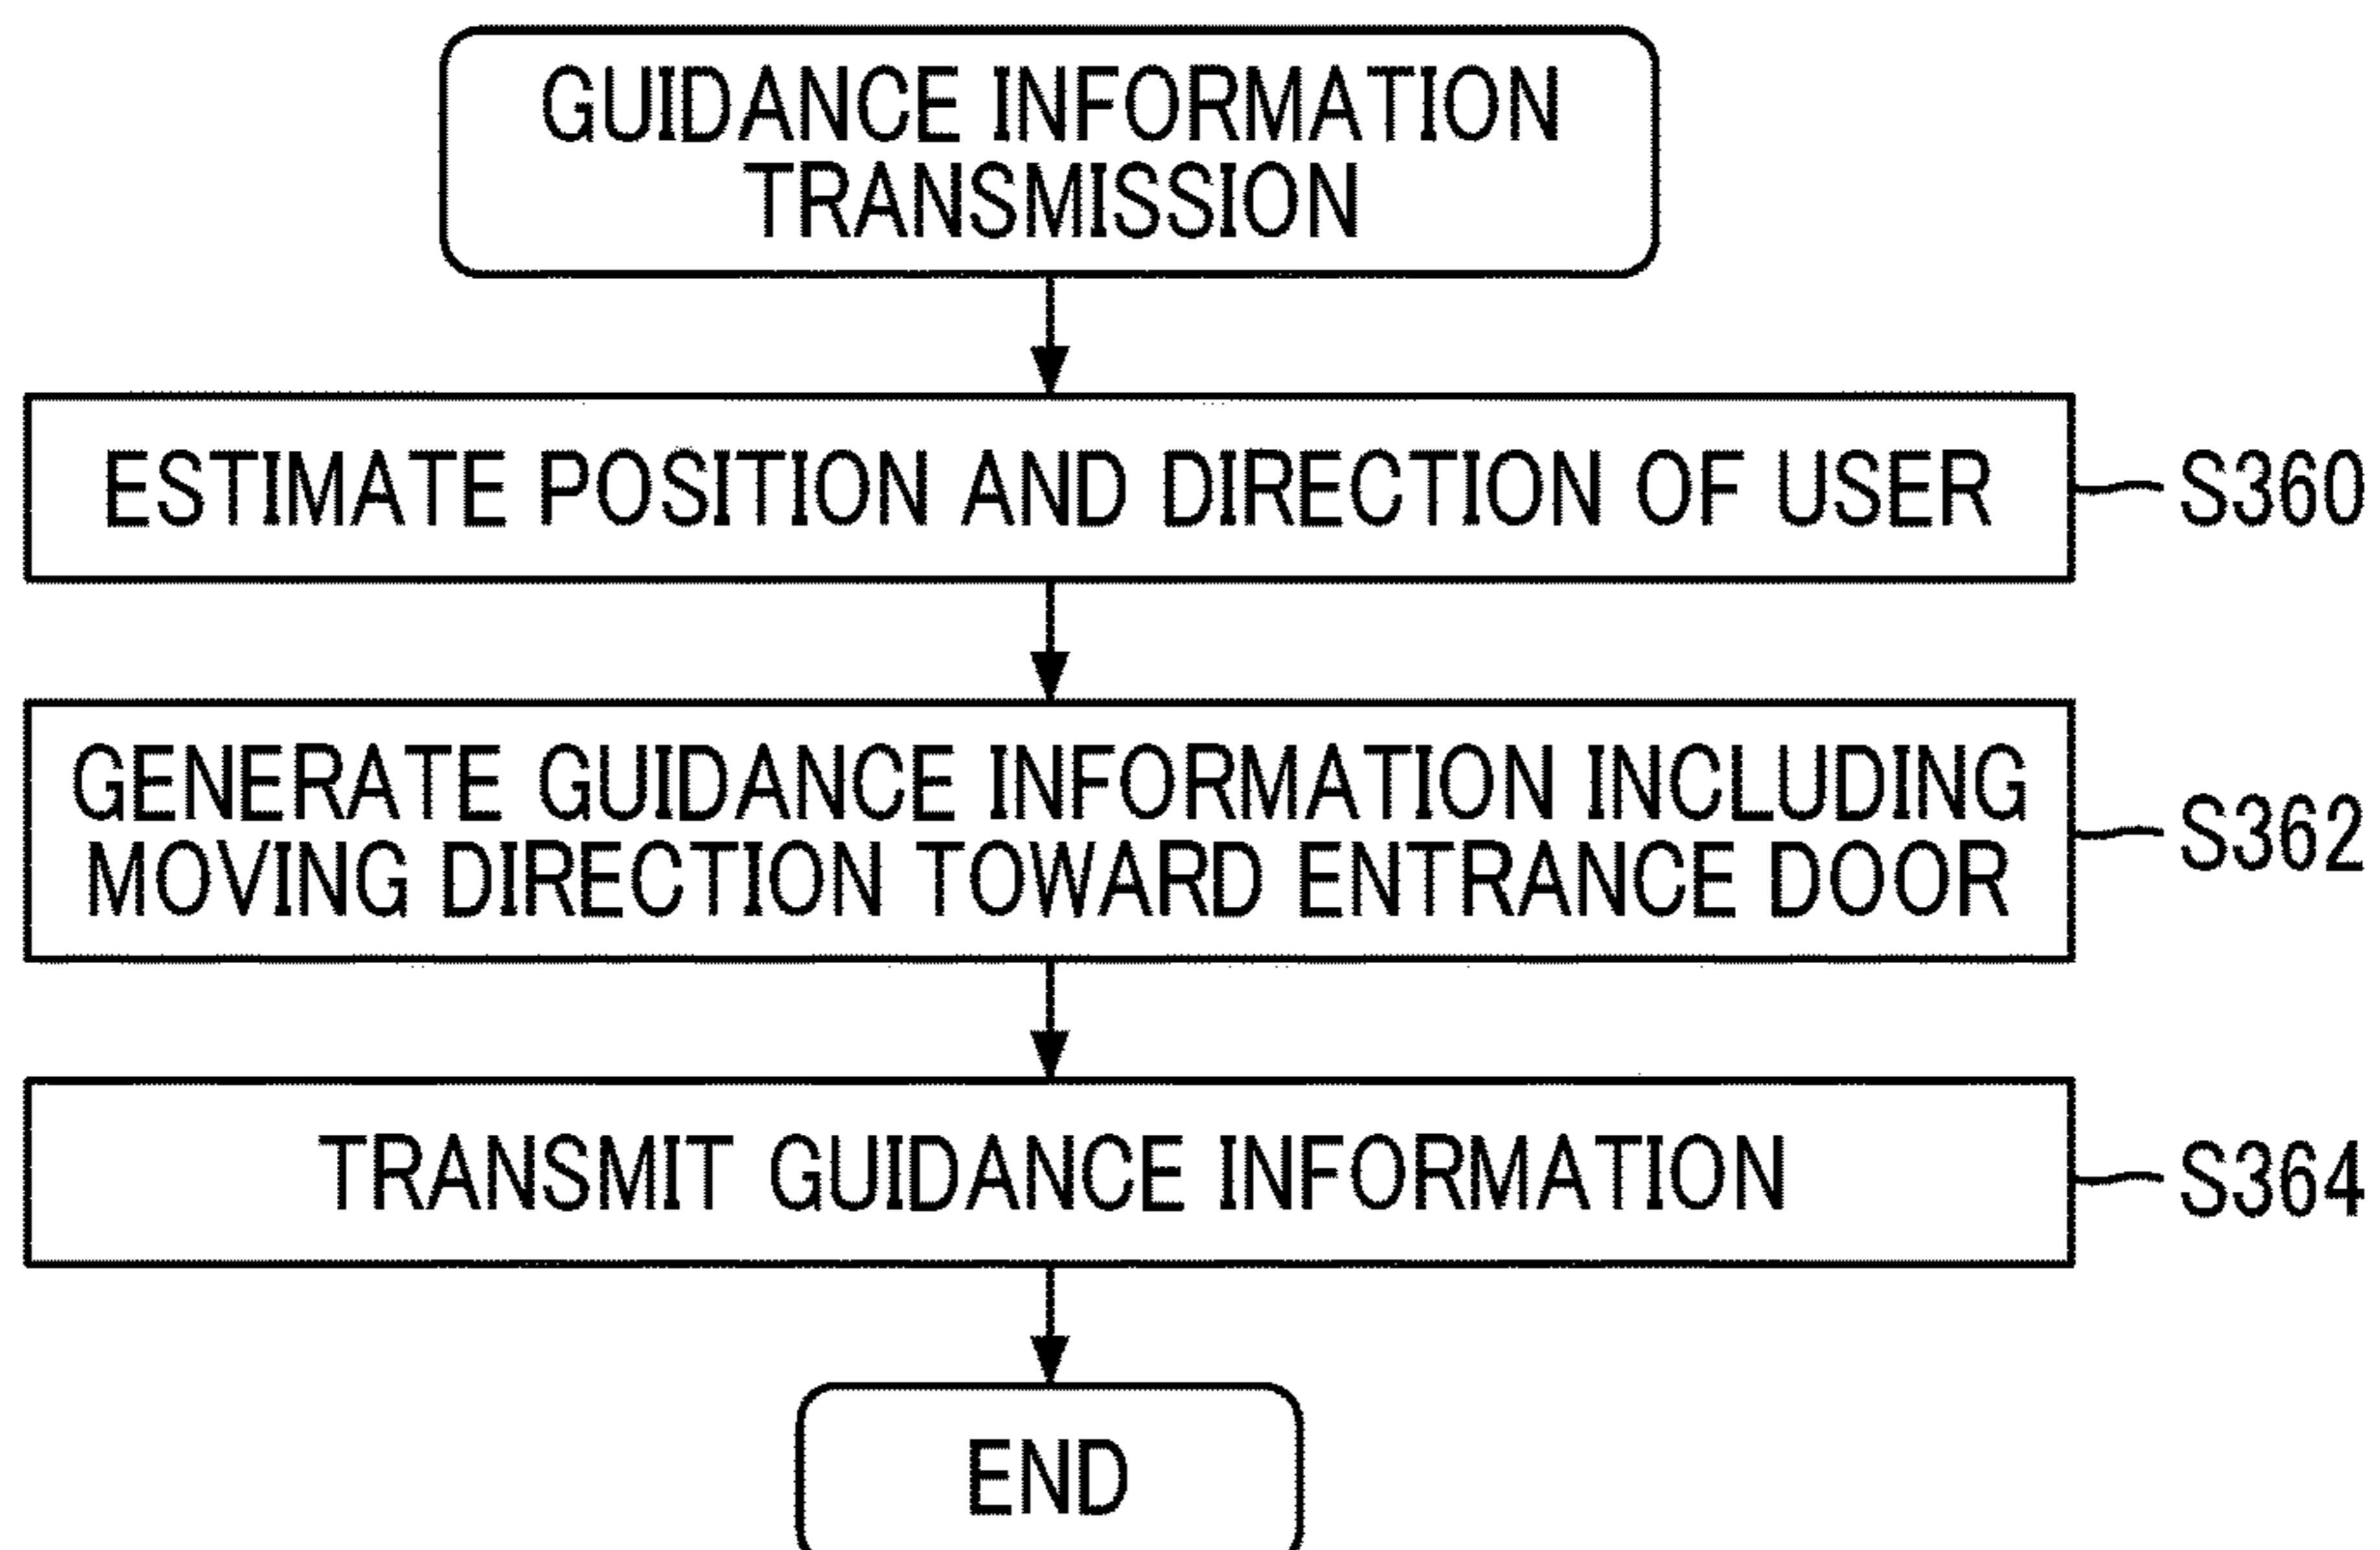 GUIDANCE INFORMATION
TRANSMISSION
ESTIMATE POSITION AND DIRECTION OF USER
S360
GENERATE GUIDANCE INFORMATION INCLUDING
MOVING DIRECTION TOWARD ENTRANCE DOOR
S362
TRANSMIT GUIDANCE INFORMATION
S364
END